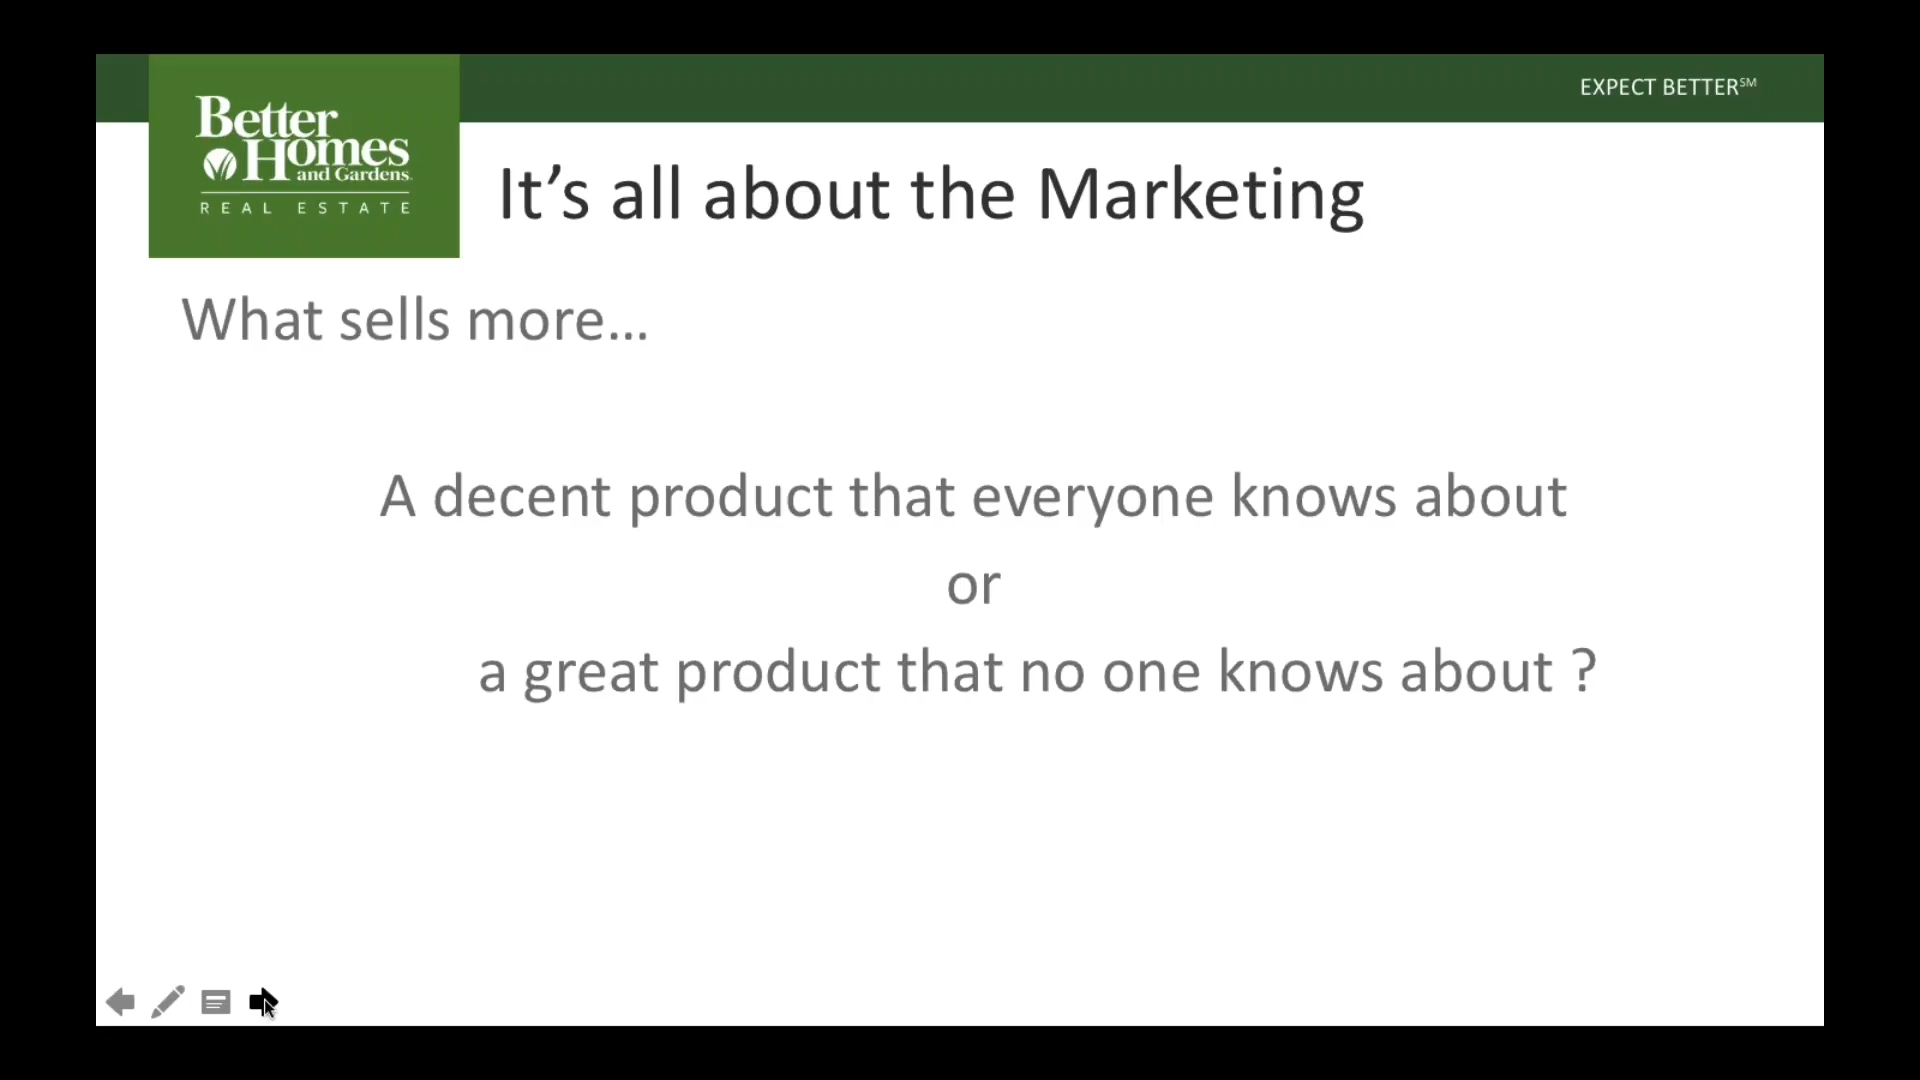 EXPECT BETTER℠
Better
Homes
and Gardens
REAL ESTATE
It’s all about the Marketing
What sells more...
A decent product that everyone knows about
or
a great product that no one knows about ?